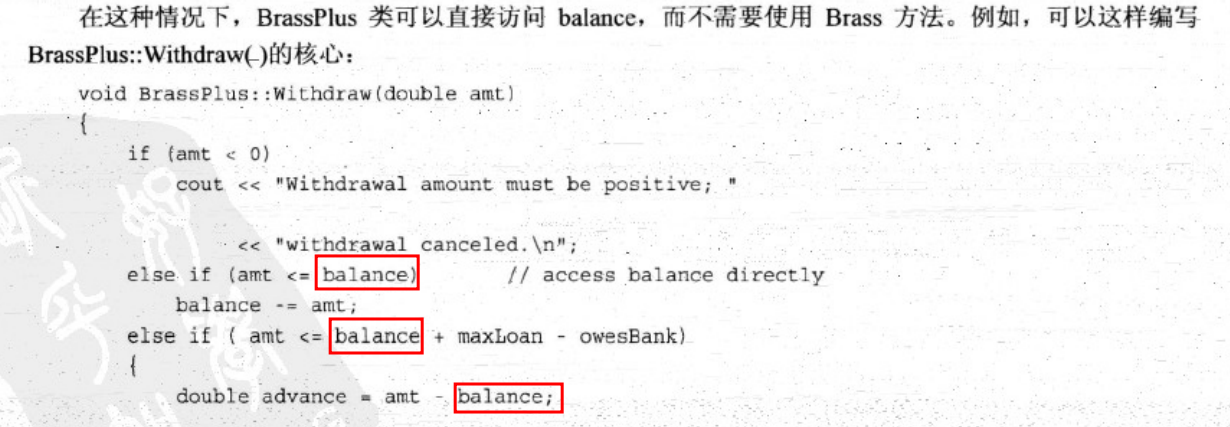 在这种情况下，BrassPlus 类可以直接访问 balance，而不需要使用 Brass 方法。例如，可以这样编写
BrassPlus::Withdraw( )的核心：
void BrassPlus::Withdraw(double amt)
{
if (amt < 0)
cout << "Withdrawal amount must be positive; "
<< "withdrawal canceled.\n";
else if (amt <= balance) // access balance directly
balance -= amt;
else if ( amt <= balance + maxLoan - owesBank)
{
double advance = amt - balance;